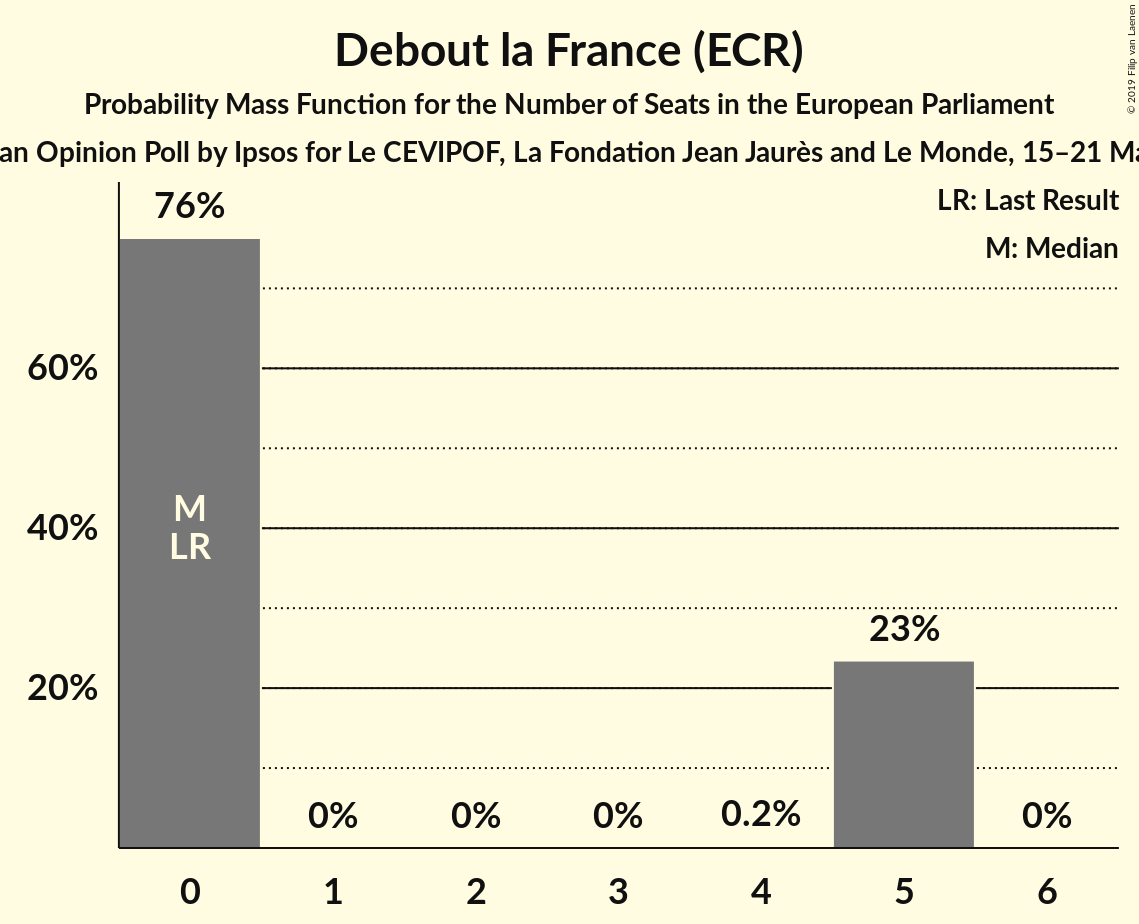 Debout la France (ECR)
Probability Mass Function for the Number of Seats in the European Parliament
an Opinion Poll by Ipsos for Le CEVIPOF, La Fondation Jean Jaurès and Le Monde, 15–21 Ma
© 2019 Filip van Laenen
LR: Last Result
M: Median
76%
60%
40%
20%
M
LR
0%
0%
0%
0.2%
23%
0%
0
1
2
3
4
5
6